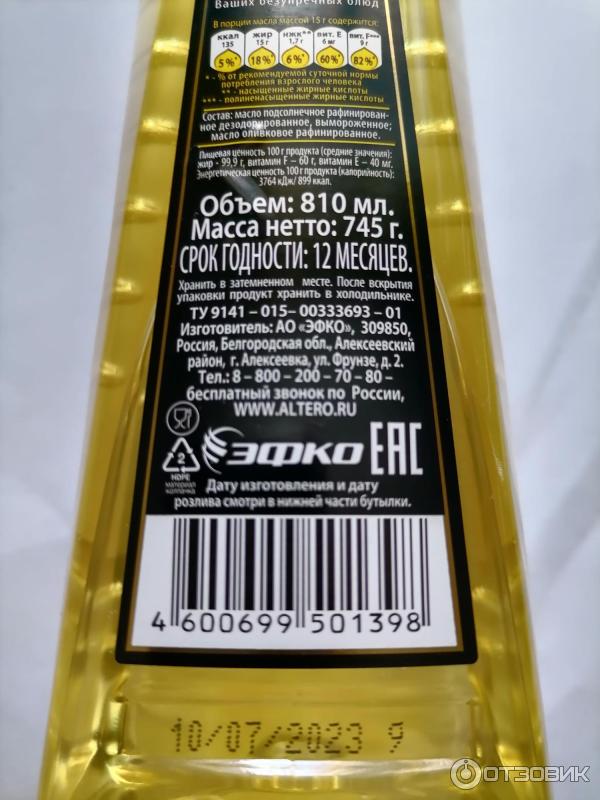 Ваших безупречных блюд
В порции масла массой 15 г содержится:
ккал жир нжк** вит. Е вит. F***
135 15 г 1,7 г 6 мг 9 г
5%* 18%* 6%* 60%* 82%*
* - % от рекомендуемой суточной нормы
потребления взрослого человека
** - насыщенные жирные кислоты
*** - полиненасыщенные жирные кислоты
Состав: масло подсолнечное рафинирован-
ное дезодорированное, вымороженное;
масло оливковое рафинированное.
Пищевая ценность 100 г продукта (средние значения):
жир - 99,9 г, витамин F – 60 г, витамин Е – 40 мг.
Энергетическая ценность 100 г продукта (калорийность):
3764 кДж/ 899 ккал.
Объем: 810 мл.
Масса нетто: 745 г.
СРОК ГОДНОСТИ: 12 МЕСЯЦЕВ.
Хранить в затемненном месте. После вскрытия
упаковки продукт хранить в холодильнике.
ТУ 9141 –015– 00333693 – 01
Изготовитель: АО «ЭФКО», 309850,
Россия, Белгородская обл., Алексеевский
район, г. Алексеевка, ул. Фрунзе, д. 2.
Тел.: 8 – 800 – 200 – 70 – 80 –
бесплатный звонок по России,
WWW.ALTERO.RU
2
HDPE
материал
колпачка
ЭФКО
ЕАС
Дату изготовления и дату
розлива смотри в нижней части бутылки.
4 600699 501398
10/07/2023 9
ОТЗОВИК